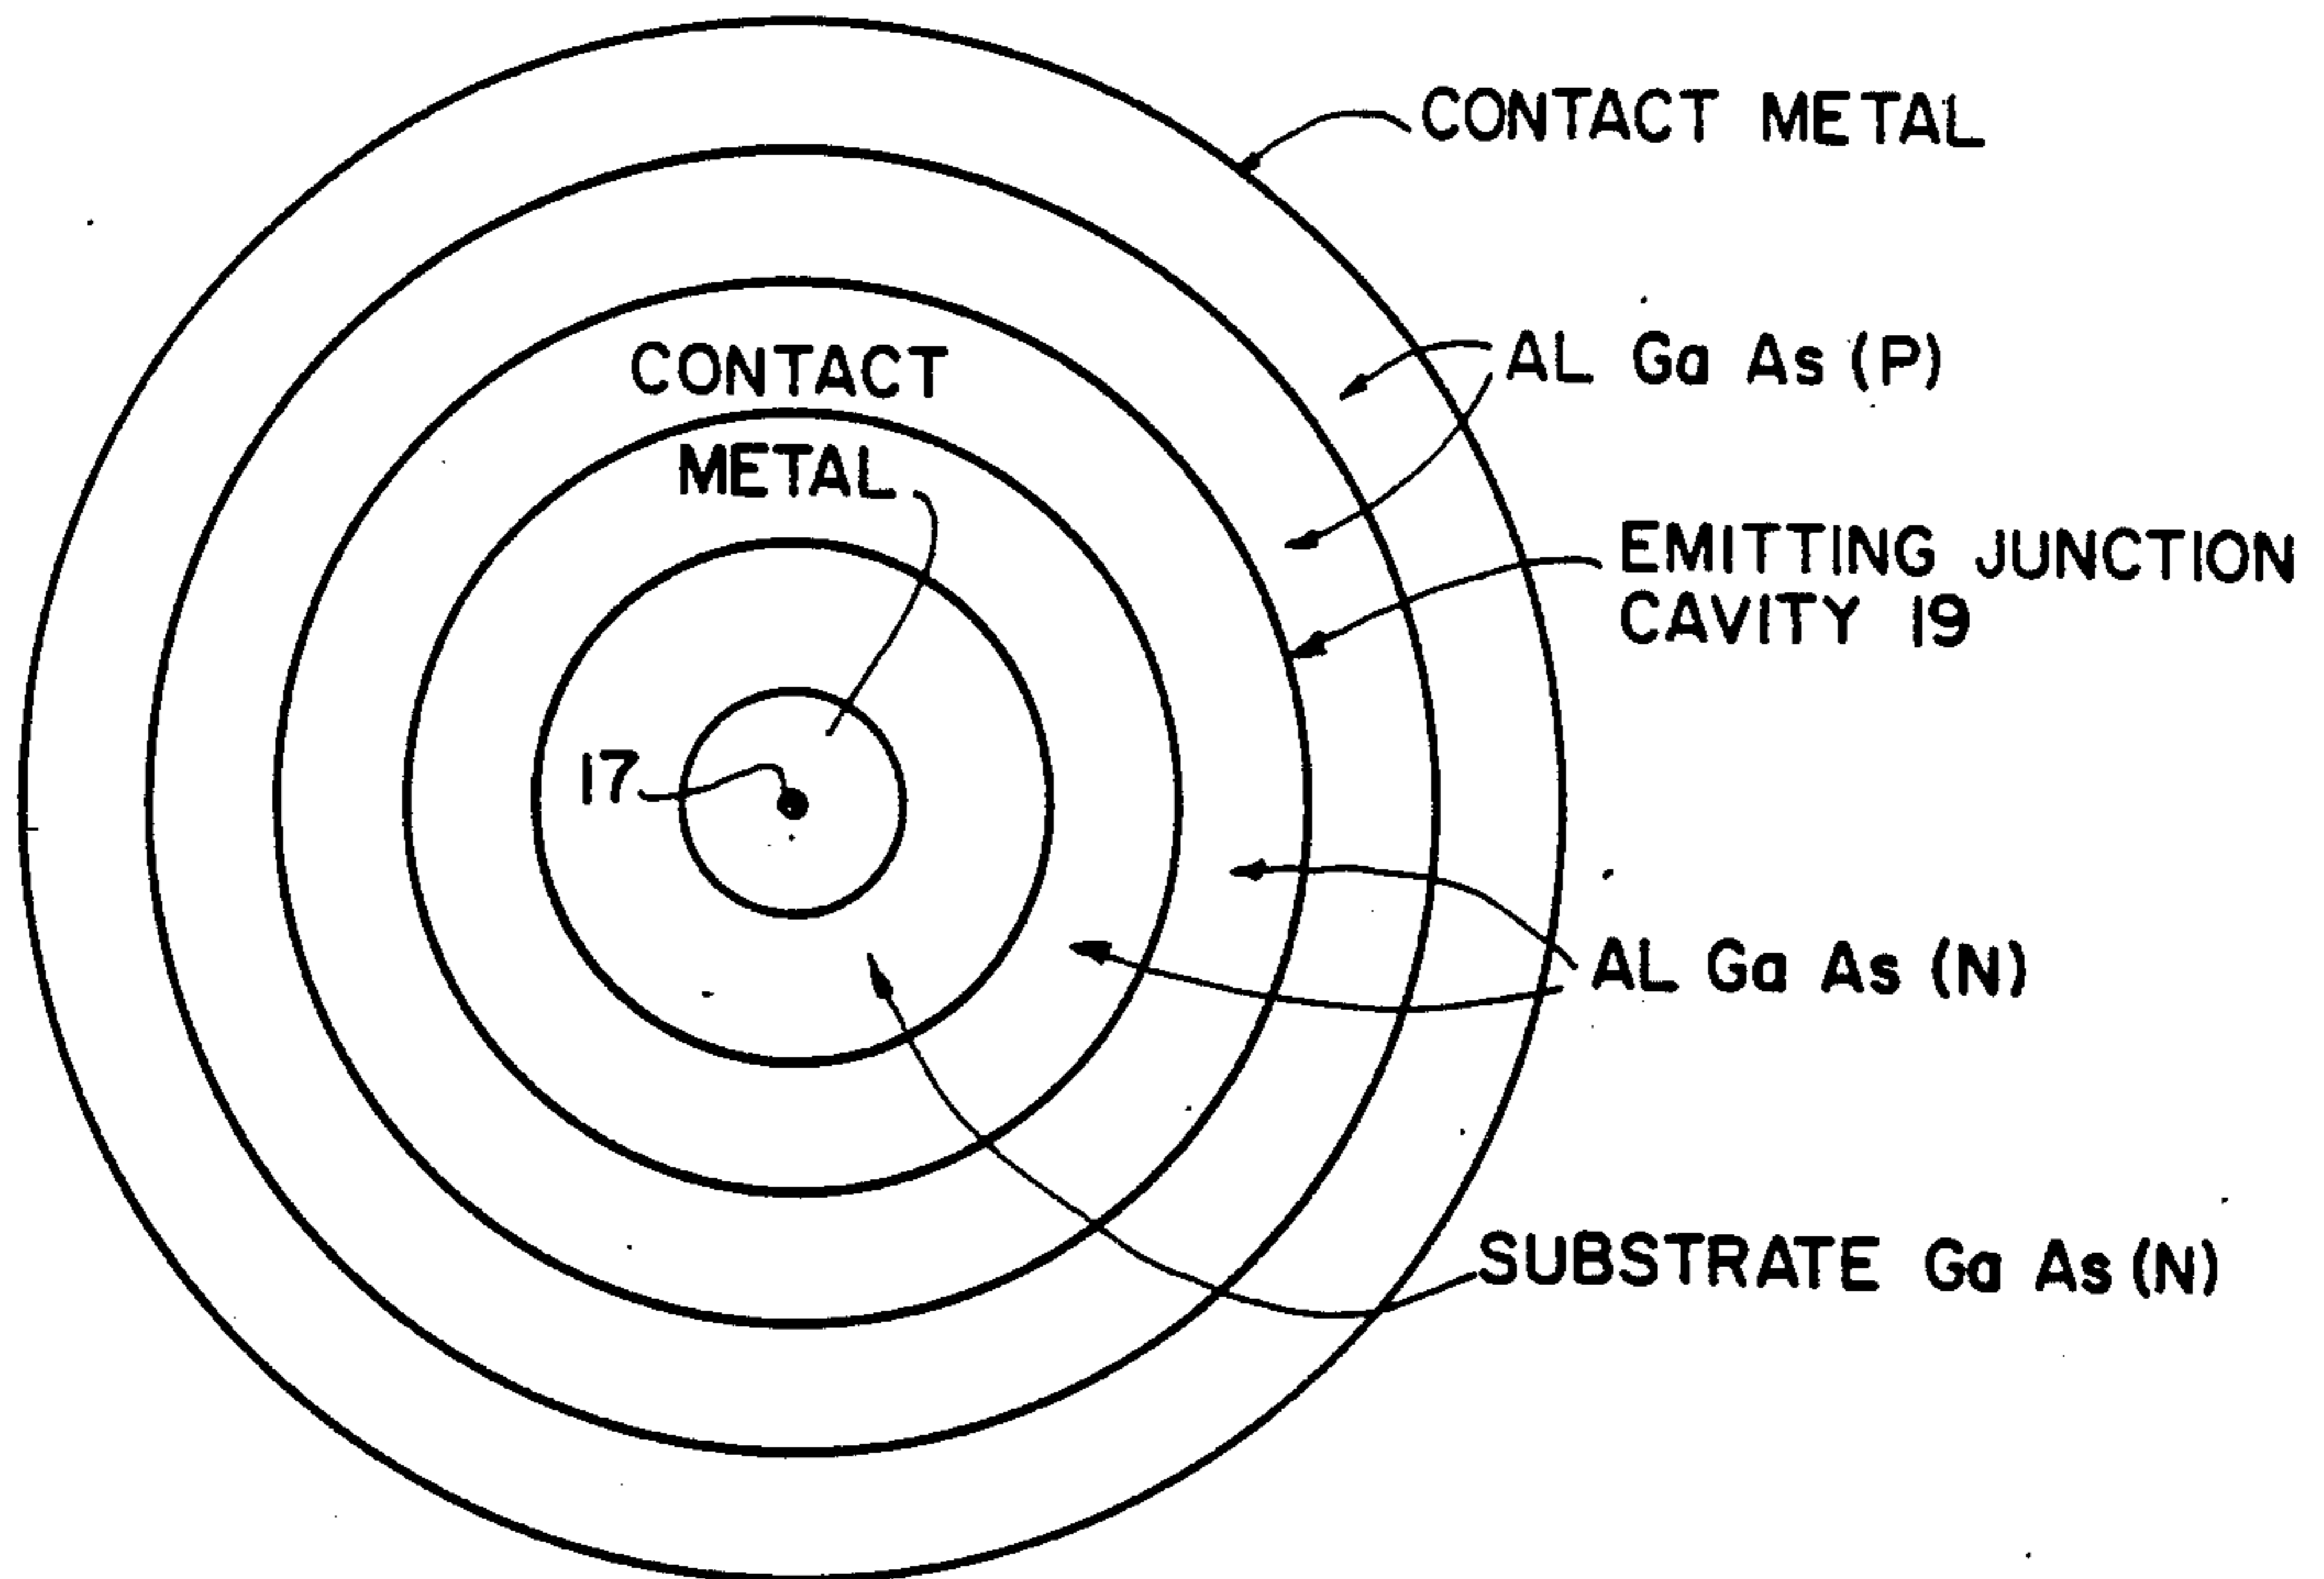 CONTACT METAL
CONTACT
METAL
AL Ga As (P)
EMITTING JUNCTION
CAVITY 19
17
AL Ga As (N)
SUBSTRATE Ga As (N)